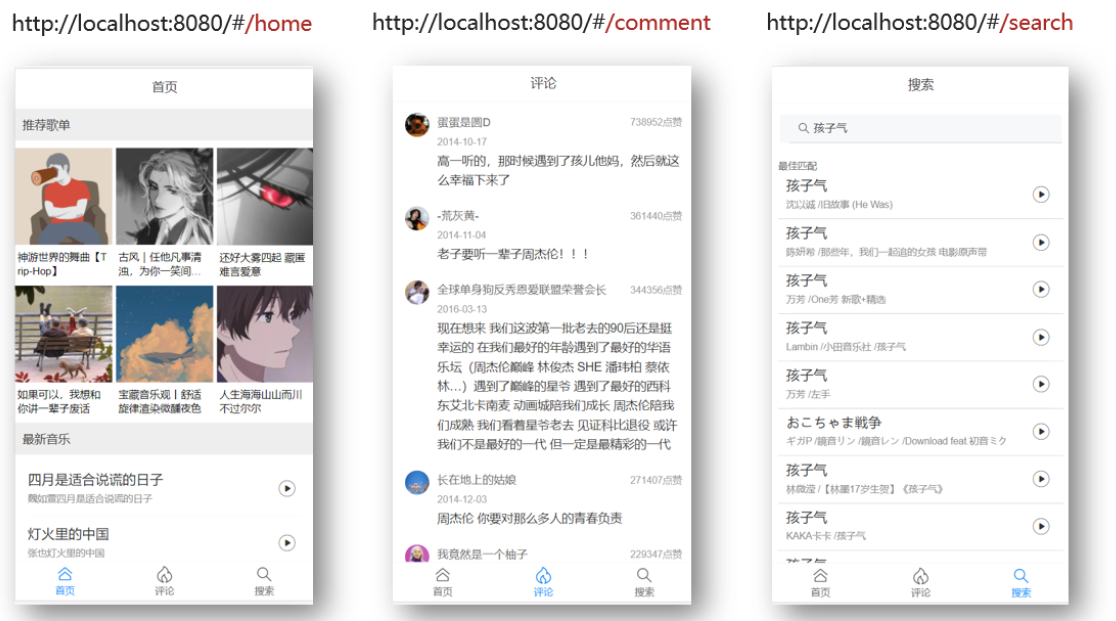 http://localhost:8080/#/home
首页
推荐歌单
神游世界的舞曲【T
rip-Hop】
古风 | 任他凡事清
浊，为你一笑间...
还好大雾四起 藏匿
难言爱意
如果可以，我想和
你讲一辈子废话
宝藏音乐观 | 舒适
旋律渲染微醺夜色
人生海海山山而川
不过尔尔
最新音乐
四月是适合说谎的日子
魏如萱四月是适合说谎的日子
灯火里的中国
张也灯火里的中国
首页
评论
搜索
http://localhost:8080/#/comment
评论
蛋蛋是圆D
738952点赞
2014-10-17
高一听的，那时候遇到了孩儿他妈，然后就这
么幸福下来了
-荒灰黄-
361440点赞
2014-11-04
老子要听一辈子周杰伦！！！
全球单身狗反秀恩爱联盟荣誉会长
344356点赞
2016-03-13
现在想来 我们这波第一批老去的90后还是挺
幸运的 在我们最好的年龄遇到了最好的华语
乐坛（周杰伦巅峰 林俊杰 SHE 潘玮柏 蔡依
林...）遇到了巅峰的星爷 遇到了最好的西科
东艾北卡南麦 动画城陪我们成长 周杰伦陪我
们成熟 我们看着星爷老去 见证科比退役 或许
我们不是最好的一代 但一定是最精彩的一代
长在地上的姑娘
271407点赞
2014-12-03
周杰伦 你要对那么多人的青春负责
我竟然是一个柚子
229347点赞
首页
评论
搜索
http://localhost:8080/#/search
搜索
孩子气
最佳匹配
孩子气
沈以诚 /旧故事 (He Was)
孩子气
陈妍希 /那些年，我们一起追的女孩 电影原声带
孩子气
万芳 /One芳 新歌+精选
孩子气
Lambin /小田音乐社 /孩子气
孩子气
万芳 /左手
おこちゃま戦争
ギガP /鏡音リン /鏡音レン /Download feat.初音ミク
孩子气
林微滢 /【林墨17岁生贺】《孩子气》
孩子气
KAKA卡卡 /孩子气
孩子气
首页
评论
搜索